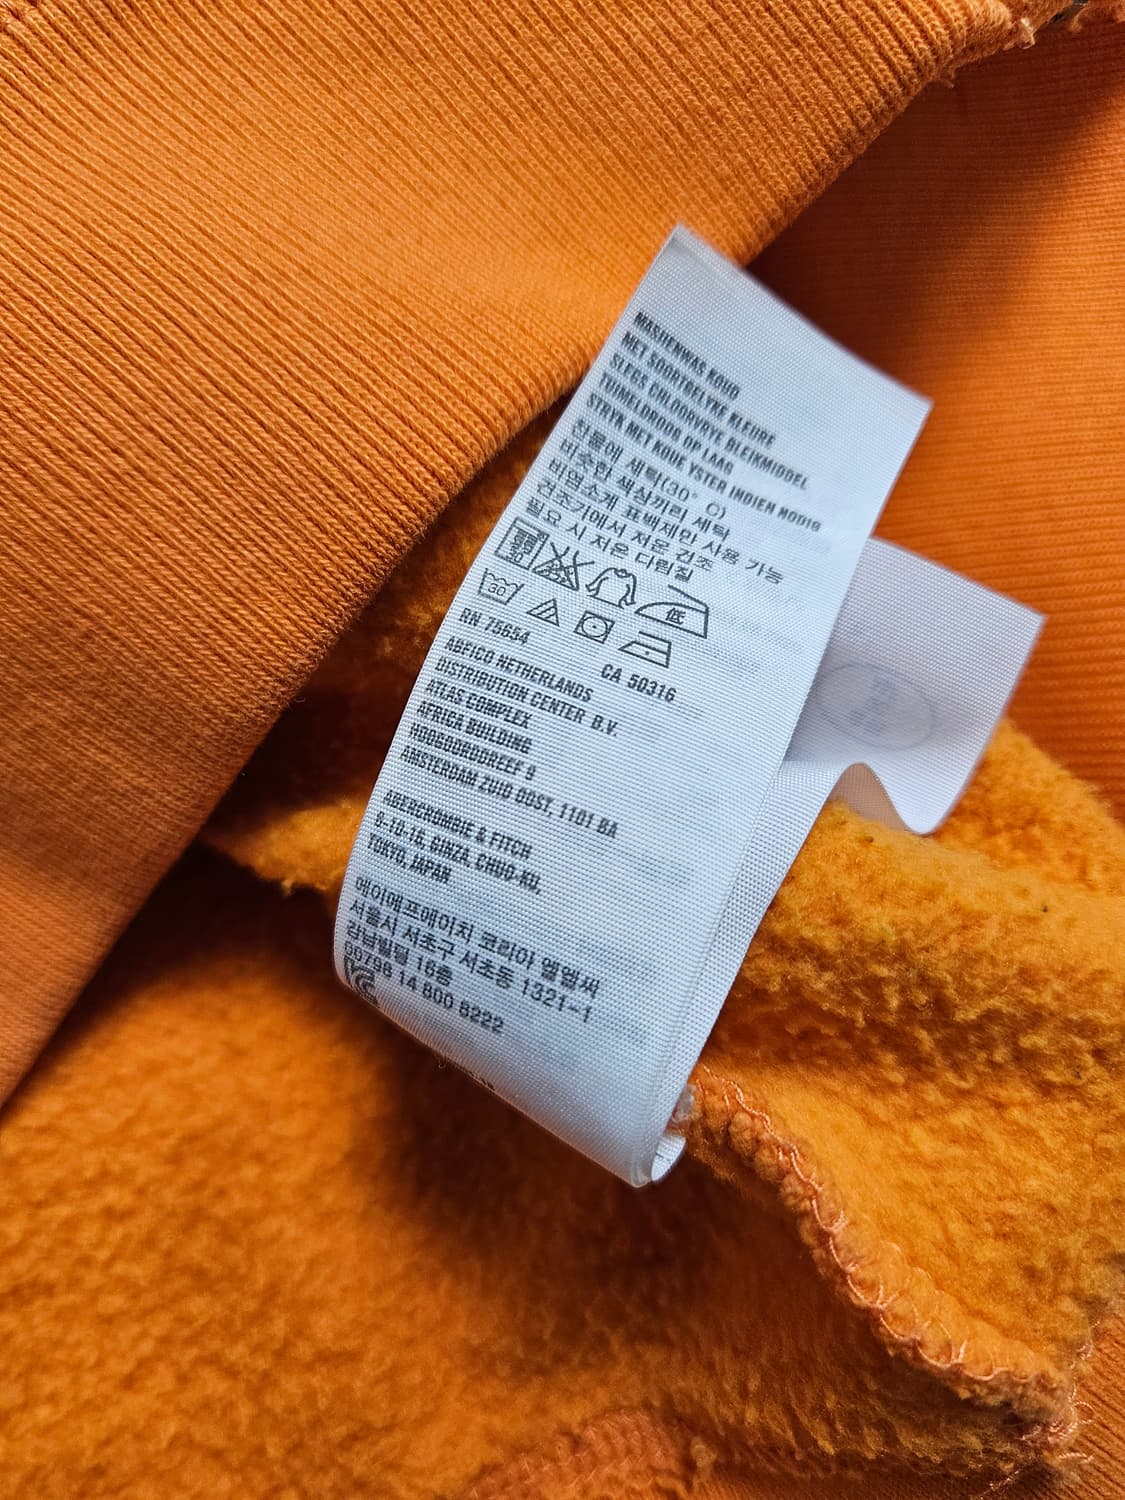 MASJIENWAS KOUD
MET SOORTGELYKE KLEURE
SLEGS CHLOORVRYE BLEIKMIDDEL
TUIMELDROOG OP LAAG
STRYK MET KOUE YSTER INDIEN NODIG
찬물에 세탁(30° C)
비슷한 색상끼리 세탁
비염소계 표백제만 사용 가능
건조기에서 저온 건조
필요 시 저온 다림질
30 低
RN 75654 CA 50316
ABFICO NETHERLANDS
DISTRIBUTION CENTER B.V.
ATLAS COMPLEX
AFRICA BUILDING
HOOGOORDDREEF 9
AMSTERDAM ZUID OOST, 1101 BA
ABERCROMBIE & FITCH
6-10-16, GINZA, CHUO-KU,
TOKYO, JAPAN
에이에프에이치 코리아 엘엘씨
서울시 서초구 서초동 1321-1
강남빌딩 16층
00798 14 800 8222